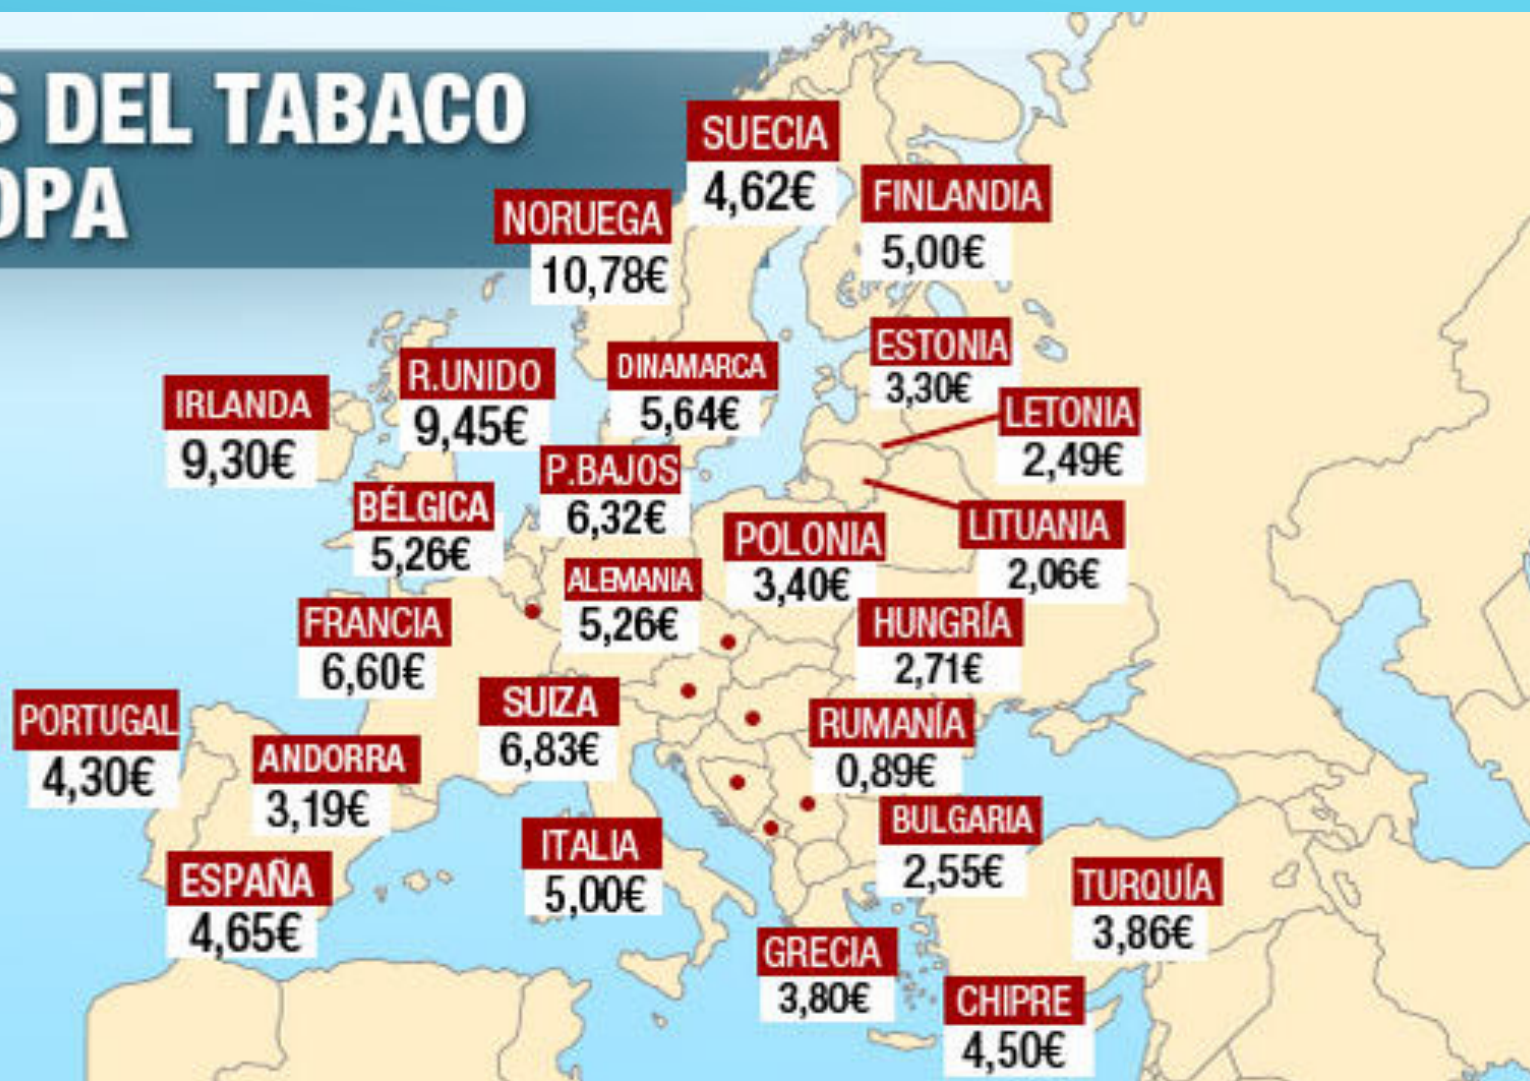 S DEL TABACO
OPA
SUECIA
4,62€
FINLANDIA
5,00€
NORUEGA
10,78€
ESTONIA
3,30€
DINAMARCA
5,64€
R.UNIDO
9,45€
IRLANDA
9,30€
LETONIA
2,49€
P.BAJOS
6,32€
BÉLGICA
5,26€
LITUANIA
2,06€
POLONIA
3,40€
ALEMANIA
5,26€
FRANCIA
6,60€
HUNGRÍA
2,71€
SUIZA
6,83€
PORTUGAL
4,30€
RUMANÍA
0,89€
ANDORRA
3,19€
BULGARIA
2,55€
ITALIA
5,00€
ESPAÑA
4,65€
TURQUÍA
3,86€
GRECIA
3,80€
CHIPRE
4,50€